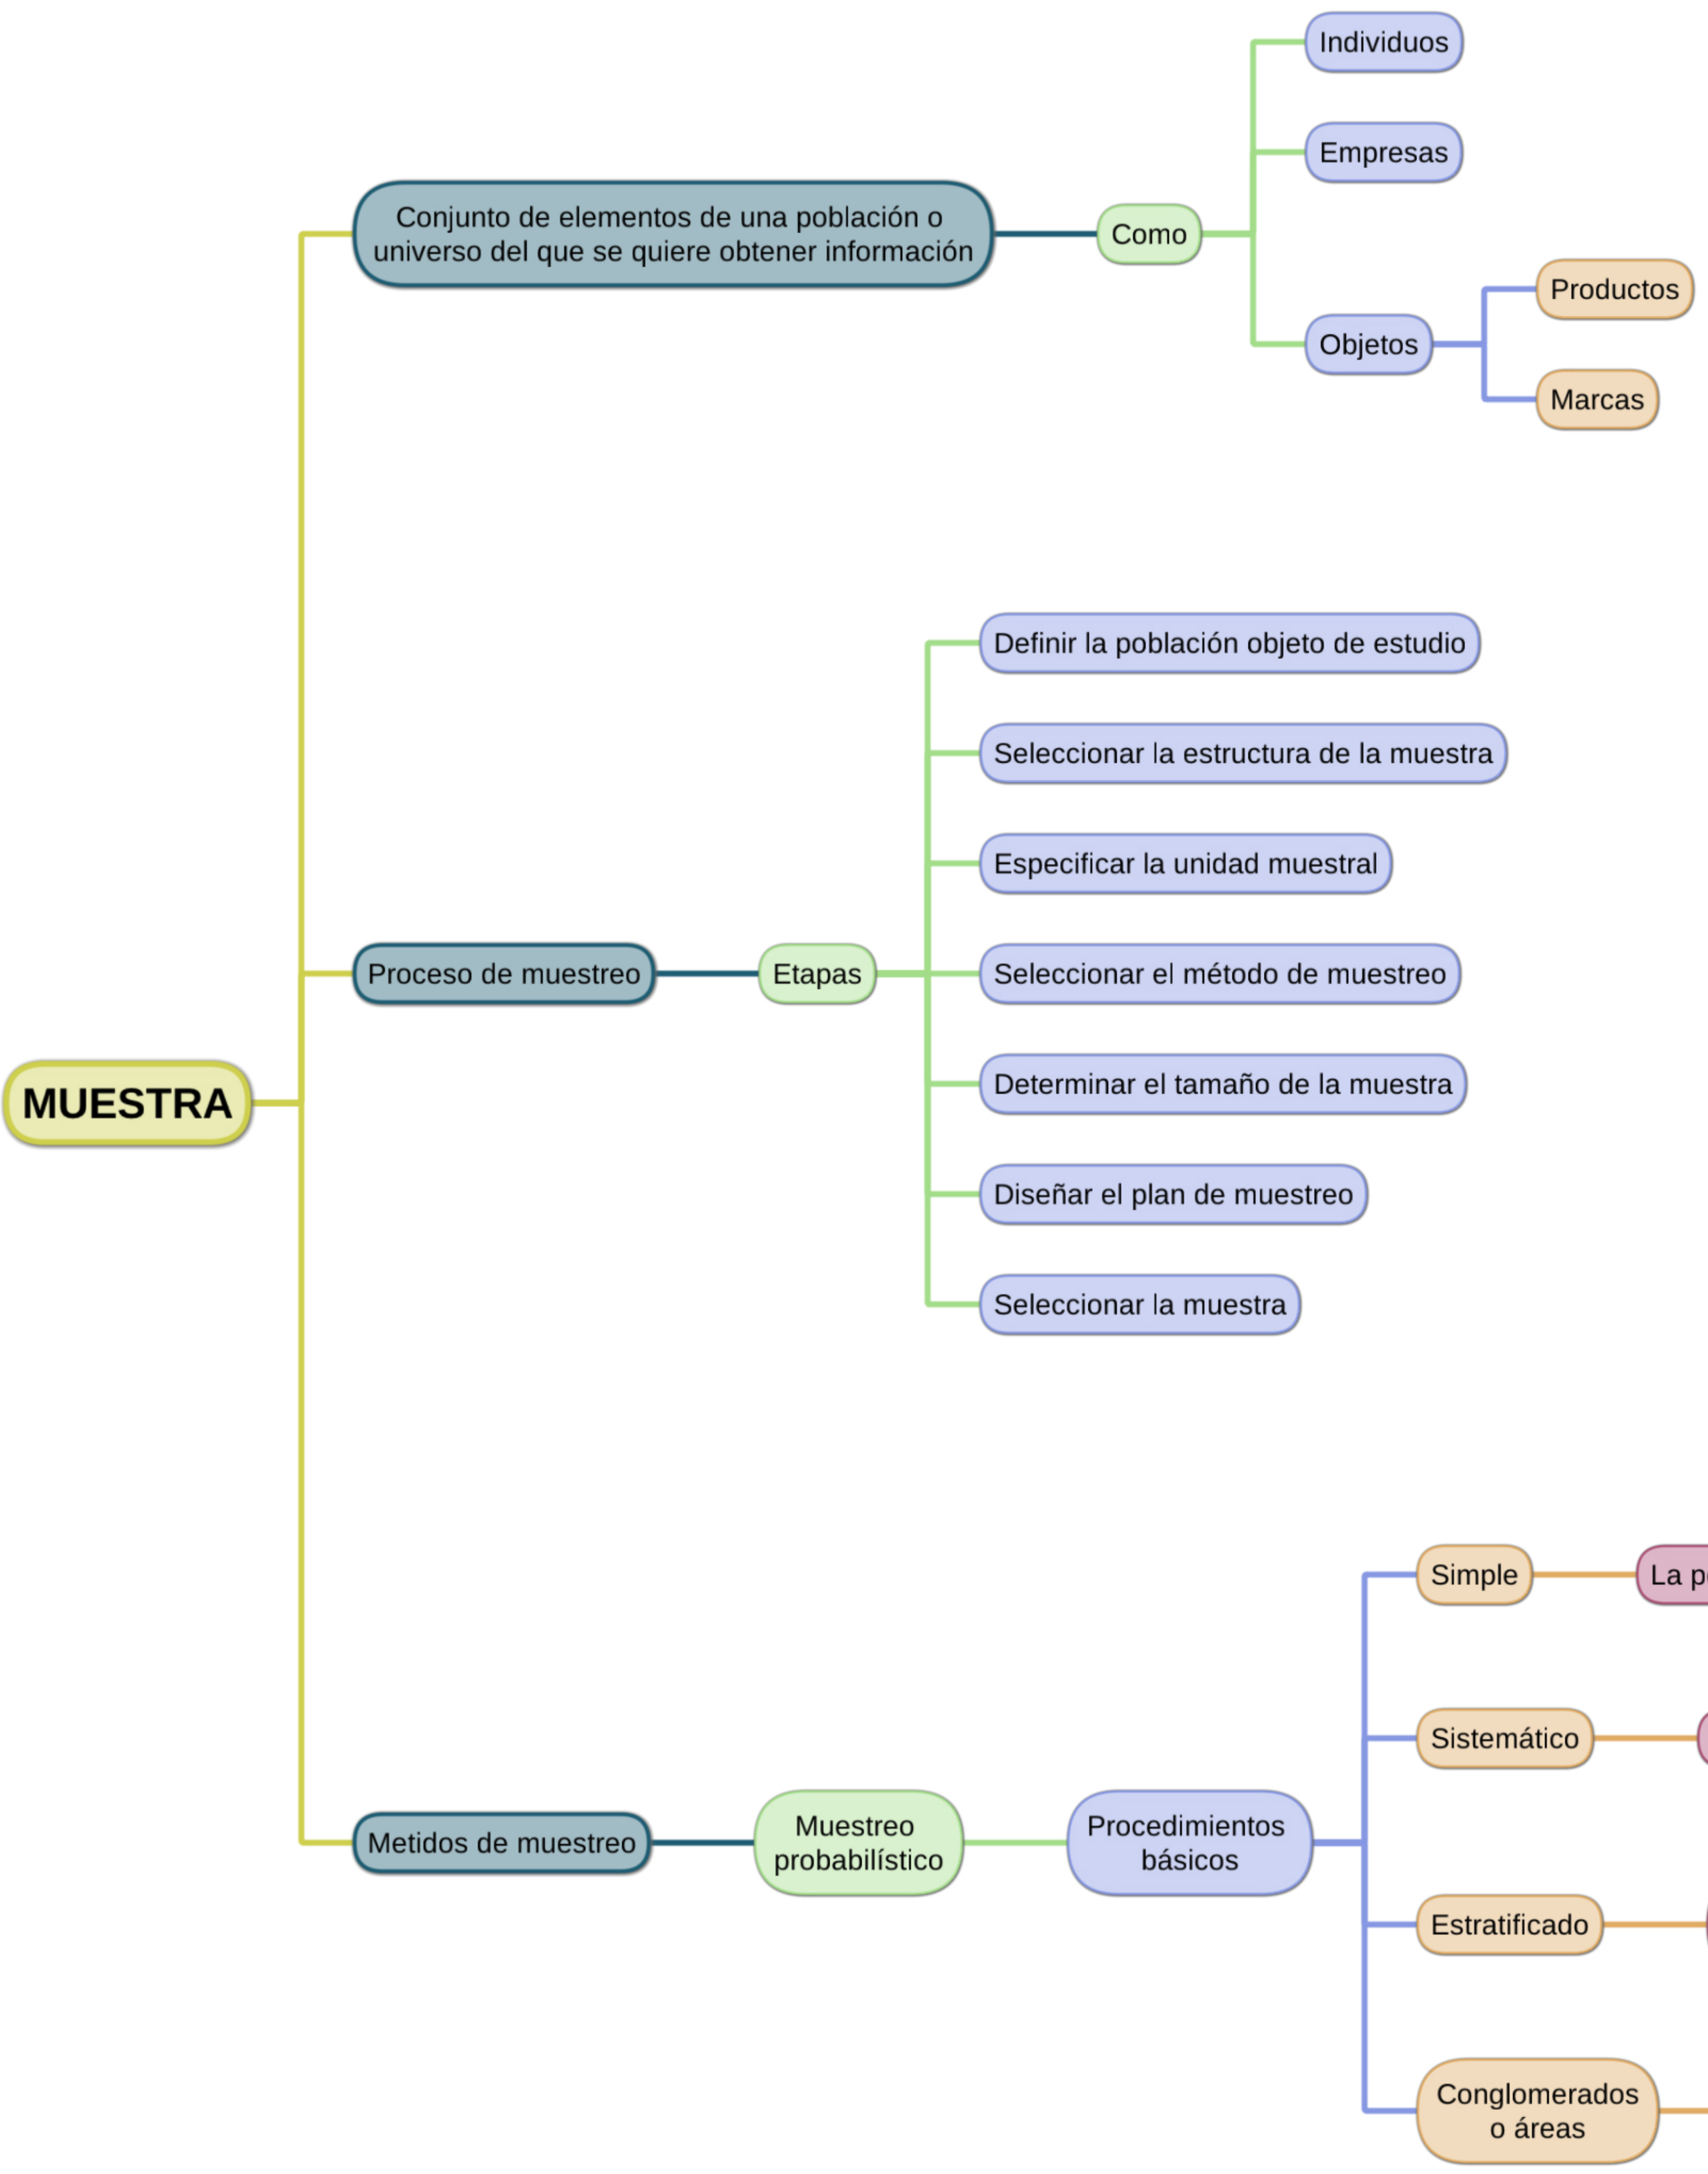 Individuos
Empresas
Conjunto de elementos de una población o
universo del que se quiere obtener información
Como
Productos
Objetos
Marcas
Definir la población objeto de estudio
Seleccionar la estructura de la muestra
Especificar la unidad muestral
Proceso de muestreo
Etapas
Seleccionar el método de muestreo
Determinar el tamaño de la muestra
MUESTRA
Diseñar el plan de muestreo
Seleccionar la muestra
Simple
La
Sistemático
Metidos de muestreo
Muestreo
probabilístico
Procedimientos
básicos
Estratificado
Conglomerados
o áreas